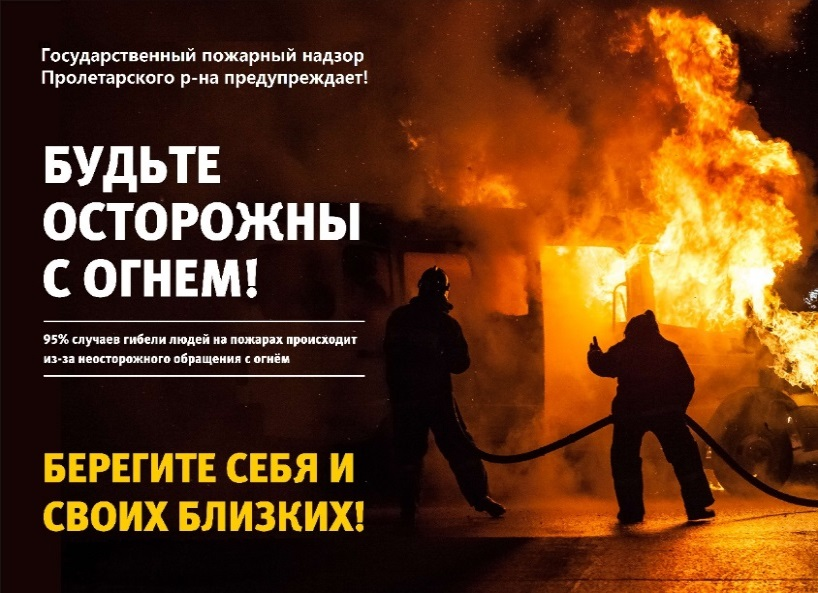 Государственный пожарный надзор
Пролетарского р-на предупреждает!
БУДЬТЕ
ОСТОРОЖНЫ
С ОГНЕМ!
95% случаев гибели людей на пожарах происходит
из-за неосторожного обращения с огнём
БЕРЕГИТЕ СЕБЯ И
СВОИХ БЛИЗКИХ!